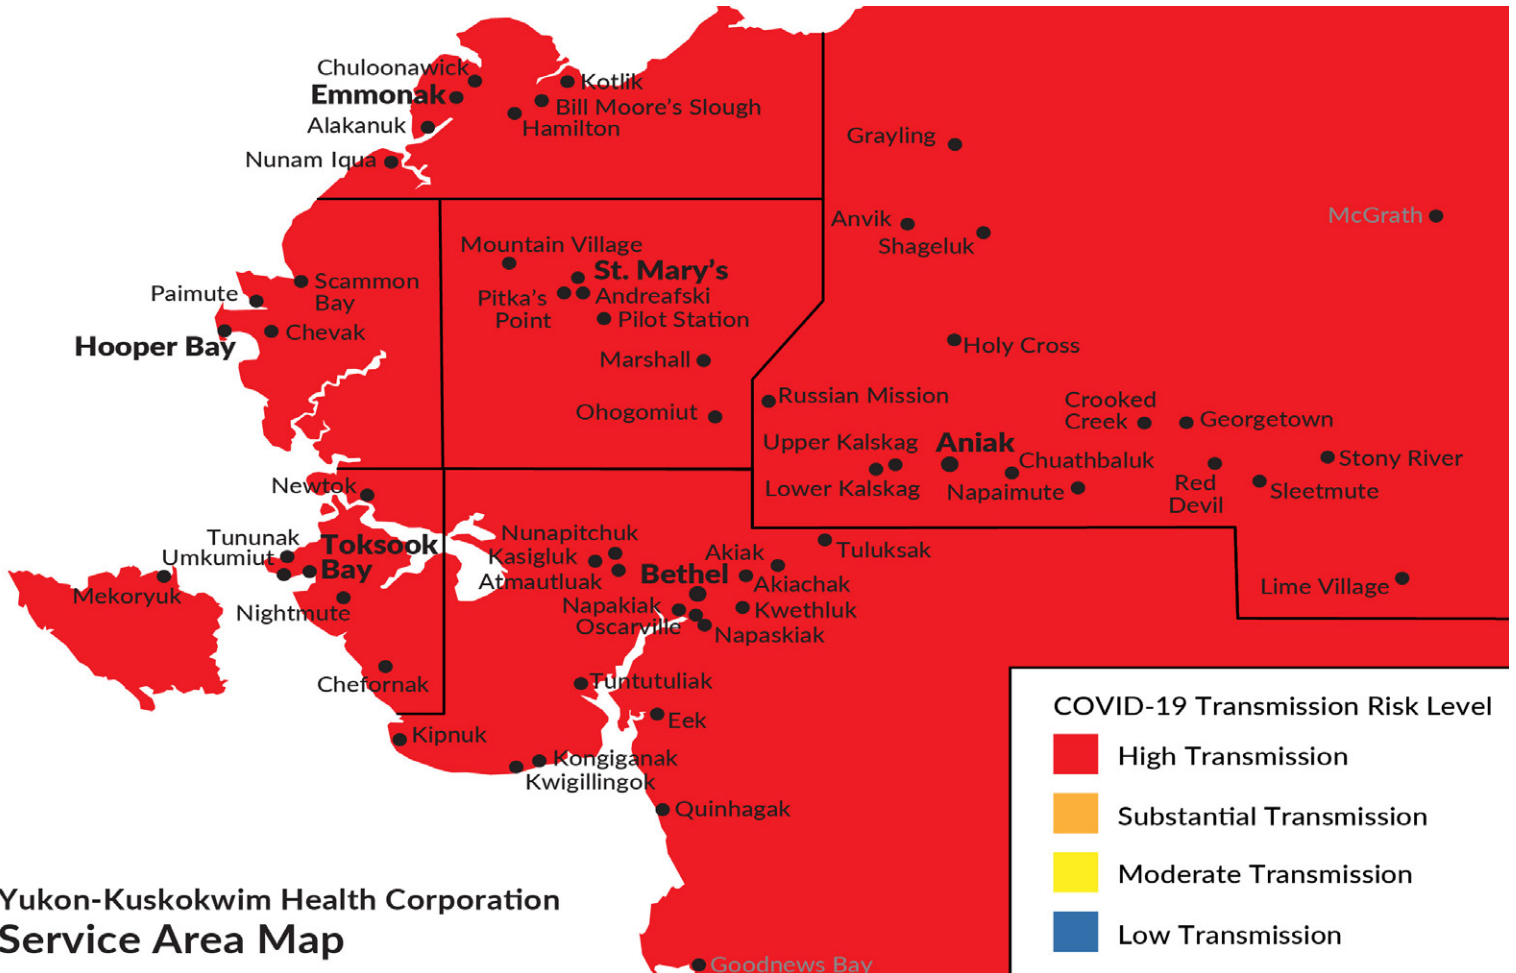 Chuloonawick
Emmonak
Alakanuk
Nunam Iqua
Kotlik
Bill Moore's Slough
Hamilton
Grayling
Anvik
Shageluk
McGrath
Mountain Village
St. Mary's
Pitka's
Point
Andreafski
Pilot Station
Marshall
Ohogomiut
Scammon
Bay
Paimute
Chevak
Hooper Bay
Holy Cross
Russian Mission
Crooked
Creek
Georgetown
Upper Kalskag
Aniak
Chuathbaluk
Stony River
Lower Kalskag
Napaimute
Red
Devil
Sleetmute
Newtok
Tununak
Umkumiut
Toksook
Bay
Mekoryuk
Nightmute
Chefornak
Nunapitchuk
Kasigluk
Atmautluak
Akiak
Tuluksak
Bethel
Akiachak
Napakiak
Kwethluk
Oscarville
Napaskiak
Lime Village
Tuntutuliak
Eek
Kipnuk
Kongiganak
Kwigillingok
Quinhagak
Goodnews Bay
COVID-19 Transmission Risk Level
High Transmission
Substantial Transmission
Moderate Transmission
Low Transmission
Yukon-Kuskokwim Health Corporation
Service Area Map